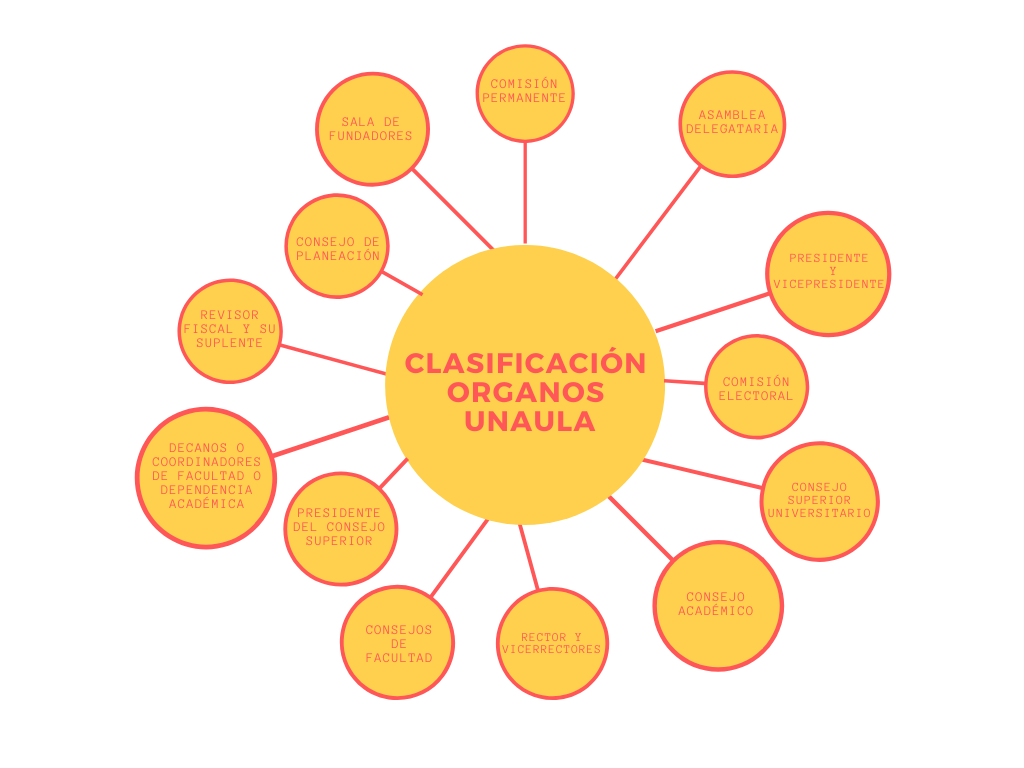 COMISIÓN
PERMANENTE
ASAMBLEA
DELEGATARIA
SALA DE
FUNDADORES
CONSEJO DE
PLANEACIÓN
PRESIDENTE
Y
VICEPRESIDENTE
REVISOR
FISCAL Y SU
SUPLENTE
CLASIFICACIÓN
ORGANOS
UNAULA
COMISIÓN
ELECTORAL
DECANOS O
COORDINADORES
DE FACULTAD O
DEPENDENCIA
ACADÉMICA
CONSEJO
SUPERIOR
UNIVERSITARIO
PRESIDENTE
DEL CONSEJO
SUPERIOR
CONSEJO
ACADÉMICO
CONSEJOS
DE
FACULTAD
RECTOR Y
VICERRECTORES